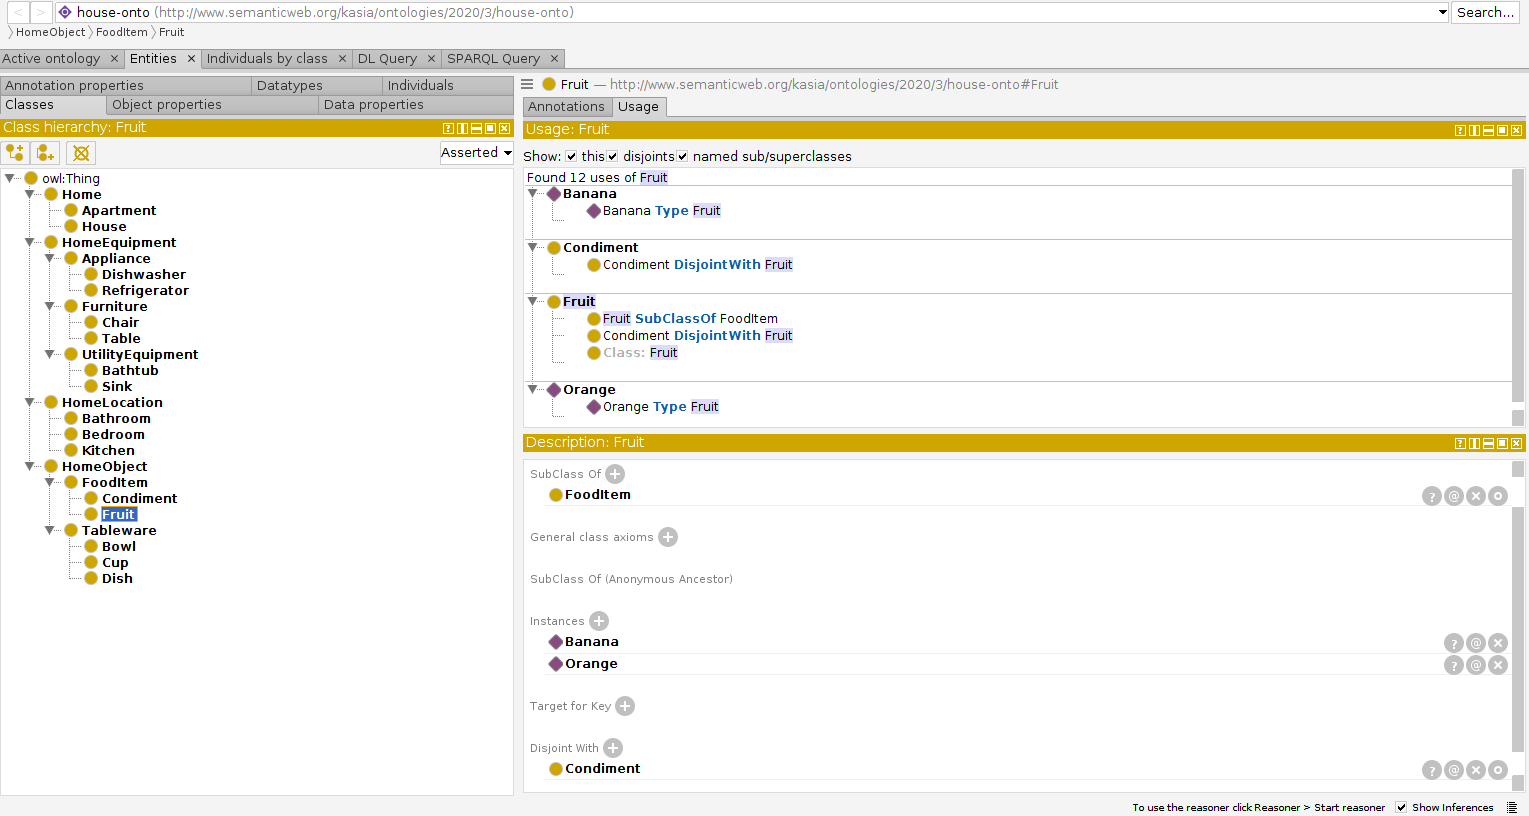 < > house-onto (http://www.semanticweb.org/kasia/ontologies/2020/3/house-onto) Search...
HomeObject FoodItem Fruit
Active ontology × Entities × Individuals by class × DL Query × SPARQL Query ×
Annotation properties Datatypes Individuals
Classes Object properties Data properties
Class hierarchy: Fruit
Asserted
owl:Thing
Home
Apartment
House
HomeEquipment
Appliance
Dishwasher
Refrigerator
Furniture
Chair
Table
UtilityEquipment
Bathtub
Sink
HomeLocation
Bathroom
Bedroom
Kitchen
HomeObject
FoodItem
Condiment
Fruit
Tableware
Bowl
Cup
Dish
Fruit — http://www.semanticweb.org/kasia/ontologies/2020/3/house-onto#Fruit
Annotations Usage
Usage: Fruit
Show: this disjoints named sub/superclasses
Found 12 uses of Fruit
Banana
Banana Type Fruit
Condiment
Condiment DisjointWith Fruit
Fruit
Fruit SubClassOf FoodItem
Condiment DisjointWith Fruit
Class: Fruit
Orange
Orange Type Fruit
Description: Fruit
SubClass Of
FoodItem
General class axioms
SubClass Of (Anonymous Ancestor)
Instances
Banana
Orange
Target for Key
Disjoint With
Condiment
To use the reasoner click Reasoner > Start reasoner Show Inferences